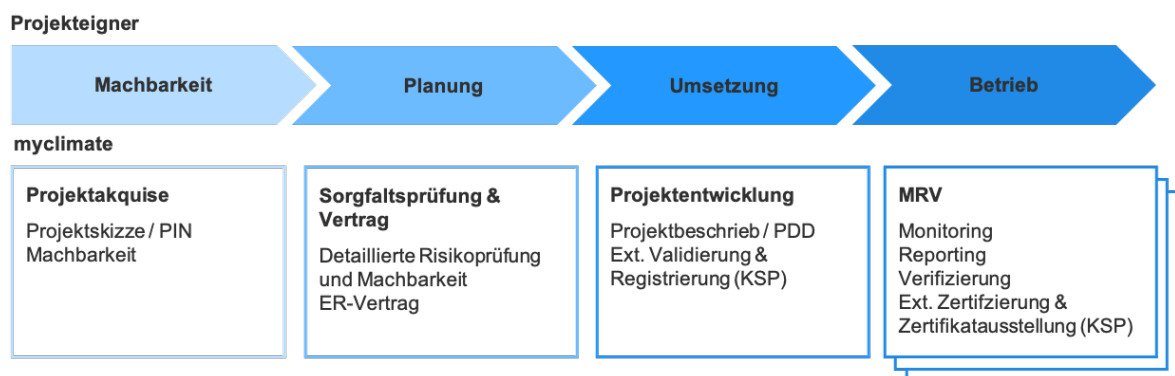 Projekteigner
Machbarkeit
Planung
Umsetzung
Betrieb
myclimate
Projektakquise
Projektskizze / PIN
Machbarkeit
Sorgfaltsprüfung &
Vertrag
Detaillierte Risikoprüfung
und Machbarkeit
ER-Vertrag
Projektentwicklung
Projektbeschrieb / PDD
Ext. Validierung &
Registrierung (KSP)
MRV
Monitoring
Reporting
Verifizierung
Ext. Zertifzierung &
Zertifikatausstellung (KSP)